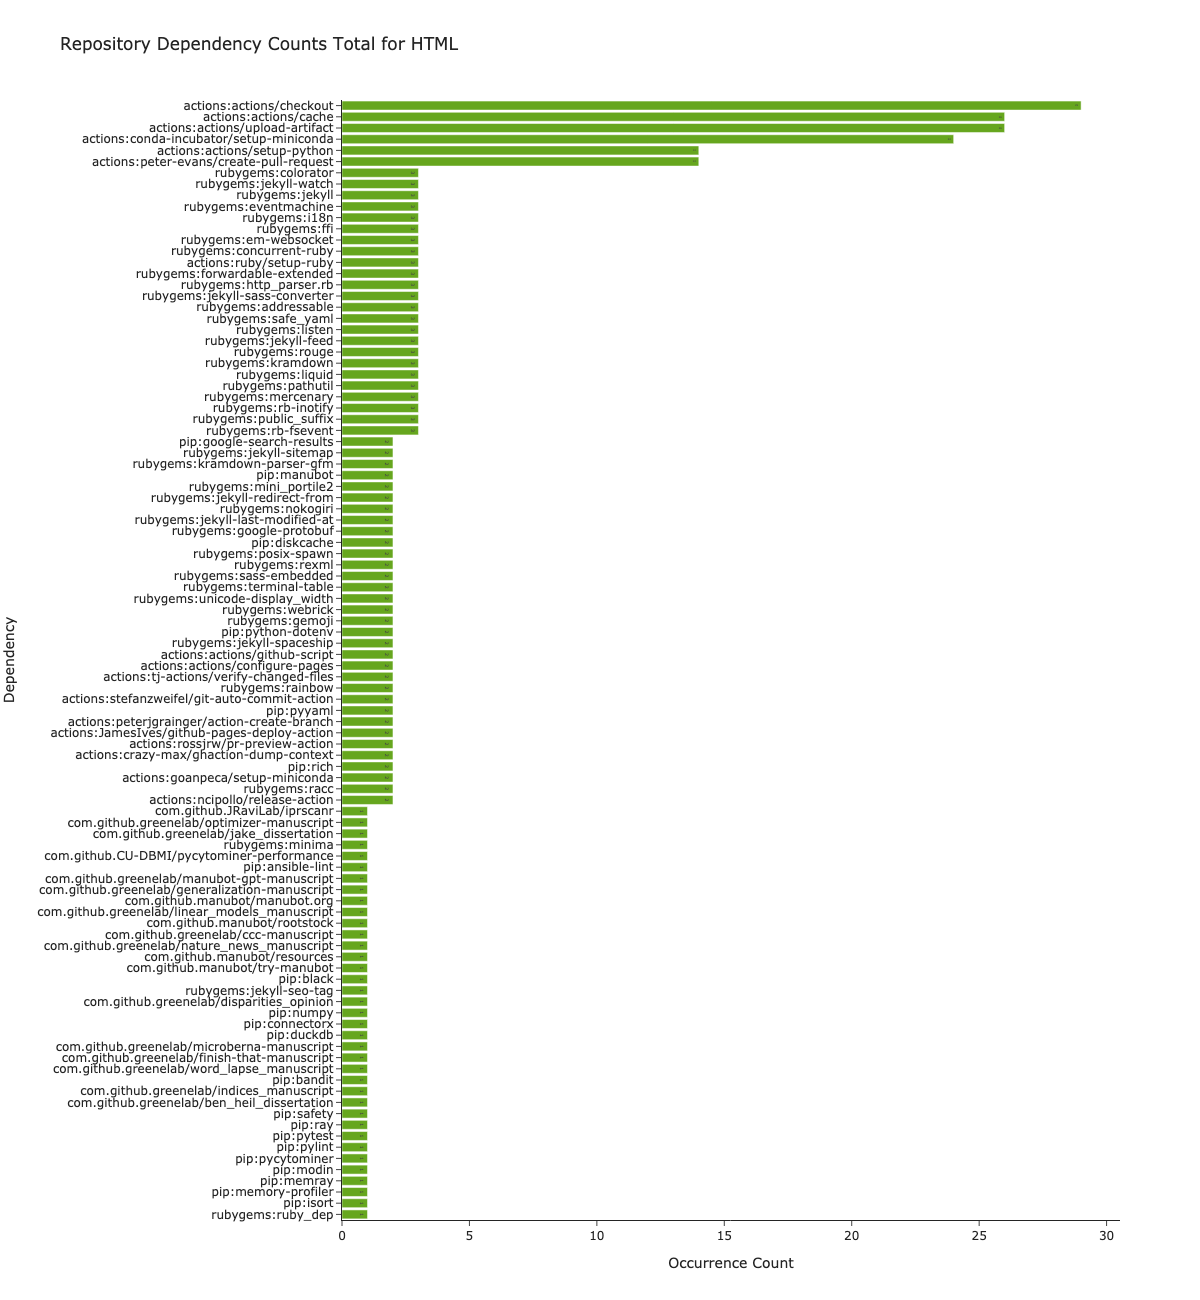 Repository Dependency Counts Total for HTML
actions:actions/checkout
actions:actions/cache
actions:actions/upload-artifact
actions:conda-incubator/setup-miniconda
actions:actions/setup-python
actions:peter-evans/create-pull-request
rubygems:colorator
rubygems:jekyll-watch
rubygems:jekyll
rubygems:eventmachine
rubygems:i18n
rubygems:ffi
rubygems:em-websocket
rubygems:concurrent-ruby
actions:ruby/setup-ruby
rubygems:forwardable-extended
rubygems:http_parser.rb
rubygems:jekyll-sass-converter
rubygems:addressable
rubygems:safe_yaml
rubygems:listen
rubygems:jekyll-feed
rubygems:rouge
rubygems:kramdown
rubygems:liquid
rubygems:pathutil
rubygems:mercenary
rubygems:rb-inotify
rubygems:public_suffix
rubygems:rb-fsevent
pip:google-search-results
rubygems:jekyll-sitemap
rubygems:kramdown-parser-gfm
pip:manubot
rubygems:mini_portile2
rubygems:jekyll-redirect-from
rubygems:nokogiri
rubygems:jekyll-last-modified-at
rubygems:google-protobuf
pip:diskcache
rubygems:posix-spawn
rubygems:rexml
rubygems:sass-embedded
rubygems:terminal-table
rubygems:unicode-display_width
rubygems:webrick
rubygems:gemoji
pip:python-dotenv
rubygems:jekyll-spaceship
actions:actions/github-script
actions:actions/configure-pages
actions:tj-actions/verify-changed-files
rubygems:rainbow
actions:stefanzweifel/git-auto-commit-action
pip:pyyaml
actions:peterjgrainger/action-create-branch
actions:JamesIves/github-pages-deploy-action
actions:rossjrw/pr-preview-action
actions:crazy-max/ghaction-dump-context
pip:rich
actions:goanpeca/setup-miniconda
rubygems:racc
actions:ncipollo/release-action
com.github.JRaviLab/iprscanr
com.github.greenelab/optimizer-manuscript
com.github.greenelab/jake_dissertation
rubygems:minima
com.github.CU-DBMI/pycytominer-performance
pip:ansible-lint
com.github.greenelab/manubot-gpt-manuscript
com.github.greenelab/generalization-manuscript
com.github.manubot/manubot.org
com.github.greenelab/linear_models_manuscript
com.github.manubot/rootstock
com.github.greenelab/ccc-manuscript
com.github.greenelab/nature_news_manuscript
com.github.manubot/resources
com.github.manubot/try-manubot
pip:black
rubygems:jekyll-seo-tag
com.github.greenelab/disparities_opinion
pip:numpy
pip:connectorx
pip:duckdb
com.github.greenelab/microberna-manuscript
com.github.greenelab/finish-that-manuscript
com.github.greenelab/word_lapse_manuscript
pip:bandit
com.github.greenelab/indices_manuscript
com.github.greenelab/ben_heil_dissertation
pip:safety
pip:ray
pip:pytest
pip:pylint
pip:pycytominer
pip:modin
pip:memray
pip:memory-profiler
pip:isort
rubygems:ruby_dep
Dependency
0 5 10 15 20 25 30
Occurrence Count